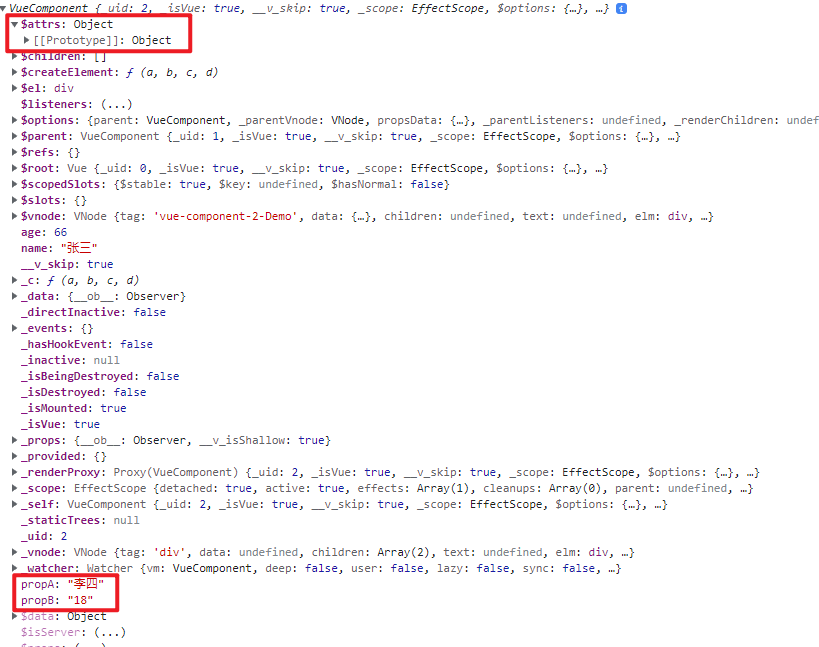 VueComponent {_uid: 2, _isVue: true, __v_skip: true, _scope: EffectScope, $options: {…}, …} i
$attrs: Object
[[Prototype]]: Object
$children: []
$createElement: ƒ (a, b, c, d)
$el: div
$listeners: (...)
$options: {parent: VueComponent, _parentVnode: VNode, propsData: {…}, _parentListeners: undefined, _renderChildren: undef
$parent: VueComponent {_uid: 1, _isVue: true, __v_skip: true, _scope: EffectScope, $options: {…}, …}
$refs: {}
$root: Vue {_uid: 0, _isVue: true, __v_skip: true, _scope: EffectScope, $options: {…}, …}
$scopedSlots: {$stable: true, $key: undefined, $hasNormal: false}
$slots: {}
$vnode: VNode {tag: 'vue-component-2-Demo', data: {…}, children: undefined, text: undefined, elm: div, …}
age: 66
name: "张三"
__v_skip: true
_c: ƒ (a, b, c, d)
_data: {__ob__: Observer}
_directInactive: false
_events: {}
_hasHookEvent: false
_inactive: null
_isBeingDestroyed: false
_isDestroyed: false
_isMounted: true
_isVue: true
_props: {__ob__: Observer, __v_isShallow: true}
_provided: {}
_renderProxy: Proxy(VueComponent) {_uid: 2, _isVue: true, __v_skip: true, _scope: EffectScope, $options: {…}, …}
_scope: EffectScope {detached: true, active: true, effects: Array(1), cleanups: Array(0), parent: undefined, …}
_self: VueComponent {_uid: 2, _isVue: true, __v_skip: true, _scope: EffectScope, $options: {…}, …}
_staticTrees: null
_uid: 2
_vnode: VNode {tag: 'div', data: undefined, children: Array(2), text: undefined, elm: div, …}
_watcher: Watcher {vm: VueComponent, deep: false, user: false, lazy: false, sync: false, …}
propA: "李四"
propB: "18"
$data: Object
$isServer: (...)